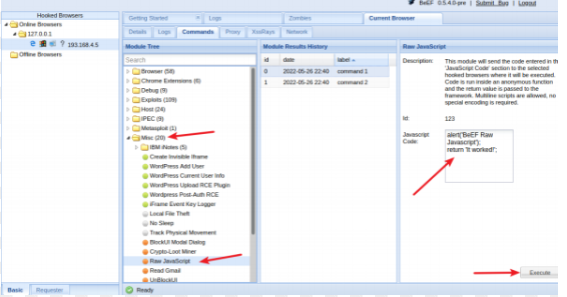 BeEF 0.5.4.0-pre | Submit Bug | Logout
Hooked Browsers
Online Browsers
127.0.0.1
? 193.168.4.5
Offline Browsers
Basic
Requester
Getting Started
Logs
Zombies
Current Browser
Details
Logs
Commands
Proxy
XssRays
Network
Module Tree
Search
Browser (58)
Chrome Extensions (6)
Debug (9)
Exploits (109)
Host (24)
IPEC (9)
Metasploit (1)
Misc (20)
IBM iNotes (5)
Create Invisible Iframe
WordPress Add User
WordPress Current User Info
WordPress Upload RCE Plugin
Wordpress Post-Auth RCE
iFrame Event Key Logger
Local File Theft
No Sleep
Track Physical Movement
BlockUI Modal Dialog
Crypto-Loot Miner
Raw JavaScript
Read Gmail
UnBlockUI
Module Results History
id date label
0 2022-05-26 22:40 command 1
1 2022-05-26 22:40 command 2
Ready
Raw JavaScript
Description: This module will send the code entered in the
'JavaScript Code' section to the selected
hooked browsers where it will be executed.
Code is run inside an anonymous function
and the return value is passed to the
framework. Multiline scripts are allowed, no
special encoding is required.
Id: 123
Javascript
Code:
alert('BeEF Raw
Javascript');
return 'It worked!';
Execute